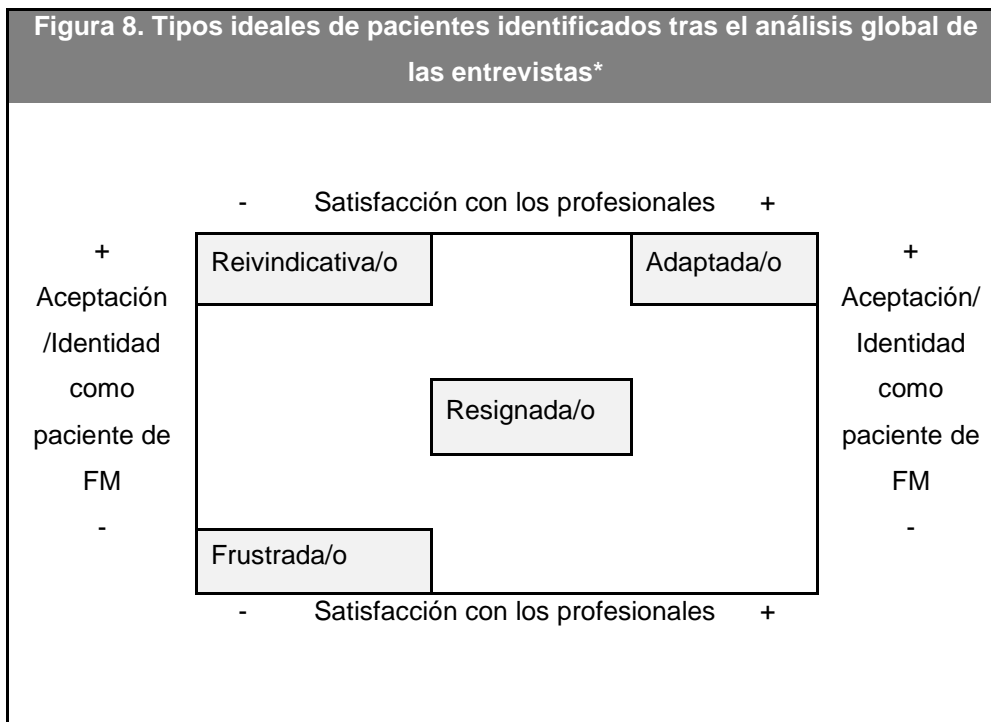 Figura 8. Tipos ideales de pacientes identificados tras el análisis global de
las entrevistas*
- Satisfacción con los profesionales +
+
Aceptación
/Identidad
como
paciente de
FM
-
Reivindicativa/o
Adaptada/o
Resignada/o
Frustrada/o
+
Aceptación/
Identidad
como
paciente de
FM
-
- Satisfacción con los profesionales +